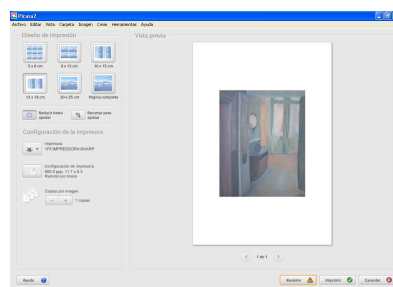 Picasa2
Archivo Editar Vista Carpeta Imagen Crear Herramientas Ayuda
Diseño de impresión
Vista previa
5 x 8 cm
9 x 13 cm
10 x 15 cm
13 x 18 cm
20 x 25 cm
Página completa
Reducir hasta ajustar
Recortar para ajustar
Configuración de la impresora
Impresora
Configuración de impresora
Copias por imagen
1 copias
1 de 1
Ayuda
Revisión
Imprimir
Cancelar